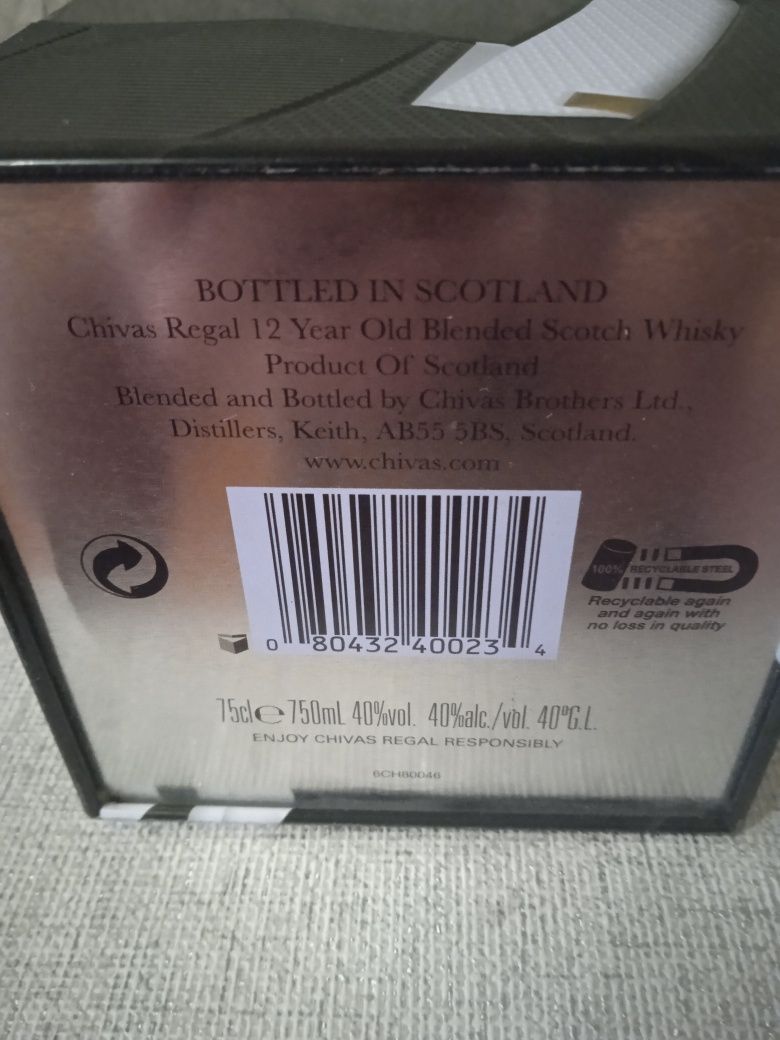 BOTTLED IN SCOTLAND
Chivas Regal 12 Year Old Blended Scotch Whisky
Product Of Scotland
Blended and Bottled by Chivas Brothers Ltd.,
Distillers, Keith, AB55 5BS, Scotland.
www.chivas.com
100% RECYCLABLE STEEL
Recyclable again
and again with
no loss in quality
0 80432 40023 4
75cl e 750mL 40%vol. 40%alc./vol. 40°G.L.
ENJOY CHIVAS REGAL RESPONSIBLY
6CH80046